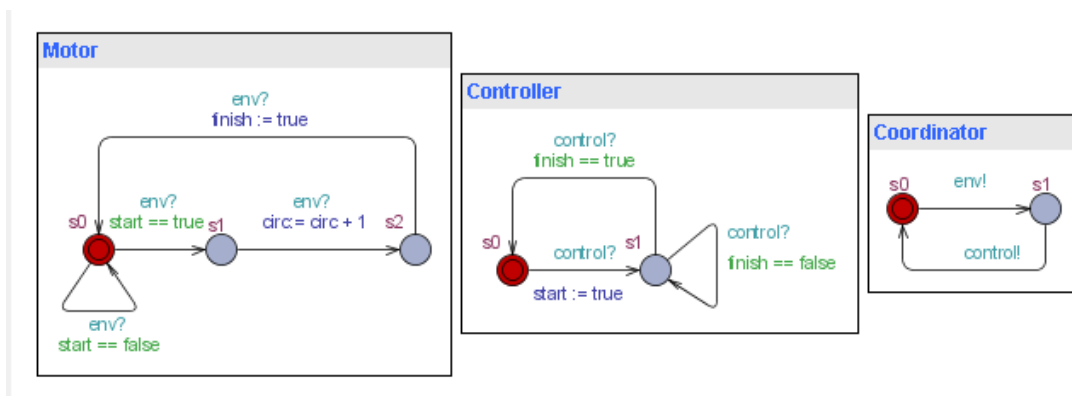 Motor
env?
finish := true
s0
env?
start == true
s1
env?
circ:= circ + 1
s2
env?
start == false
Controller
control?
finish == true
s0
control?
start := true
s1
control?
finish == false
Coordinator
s0
env!
s1
control!